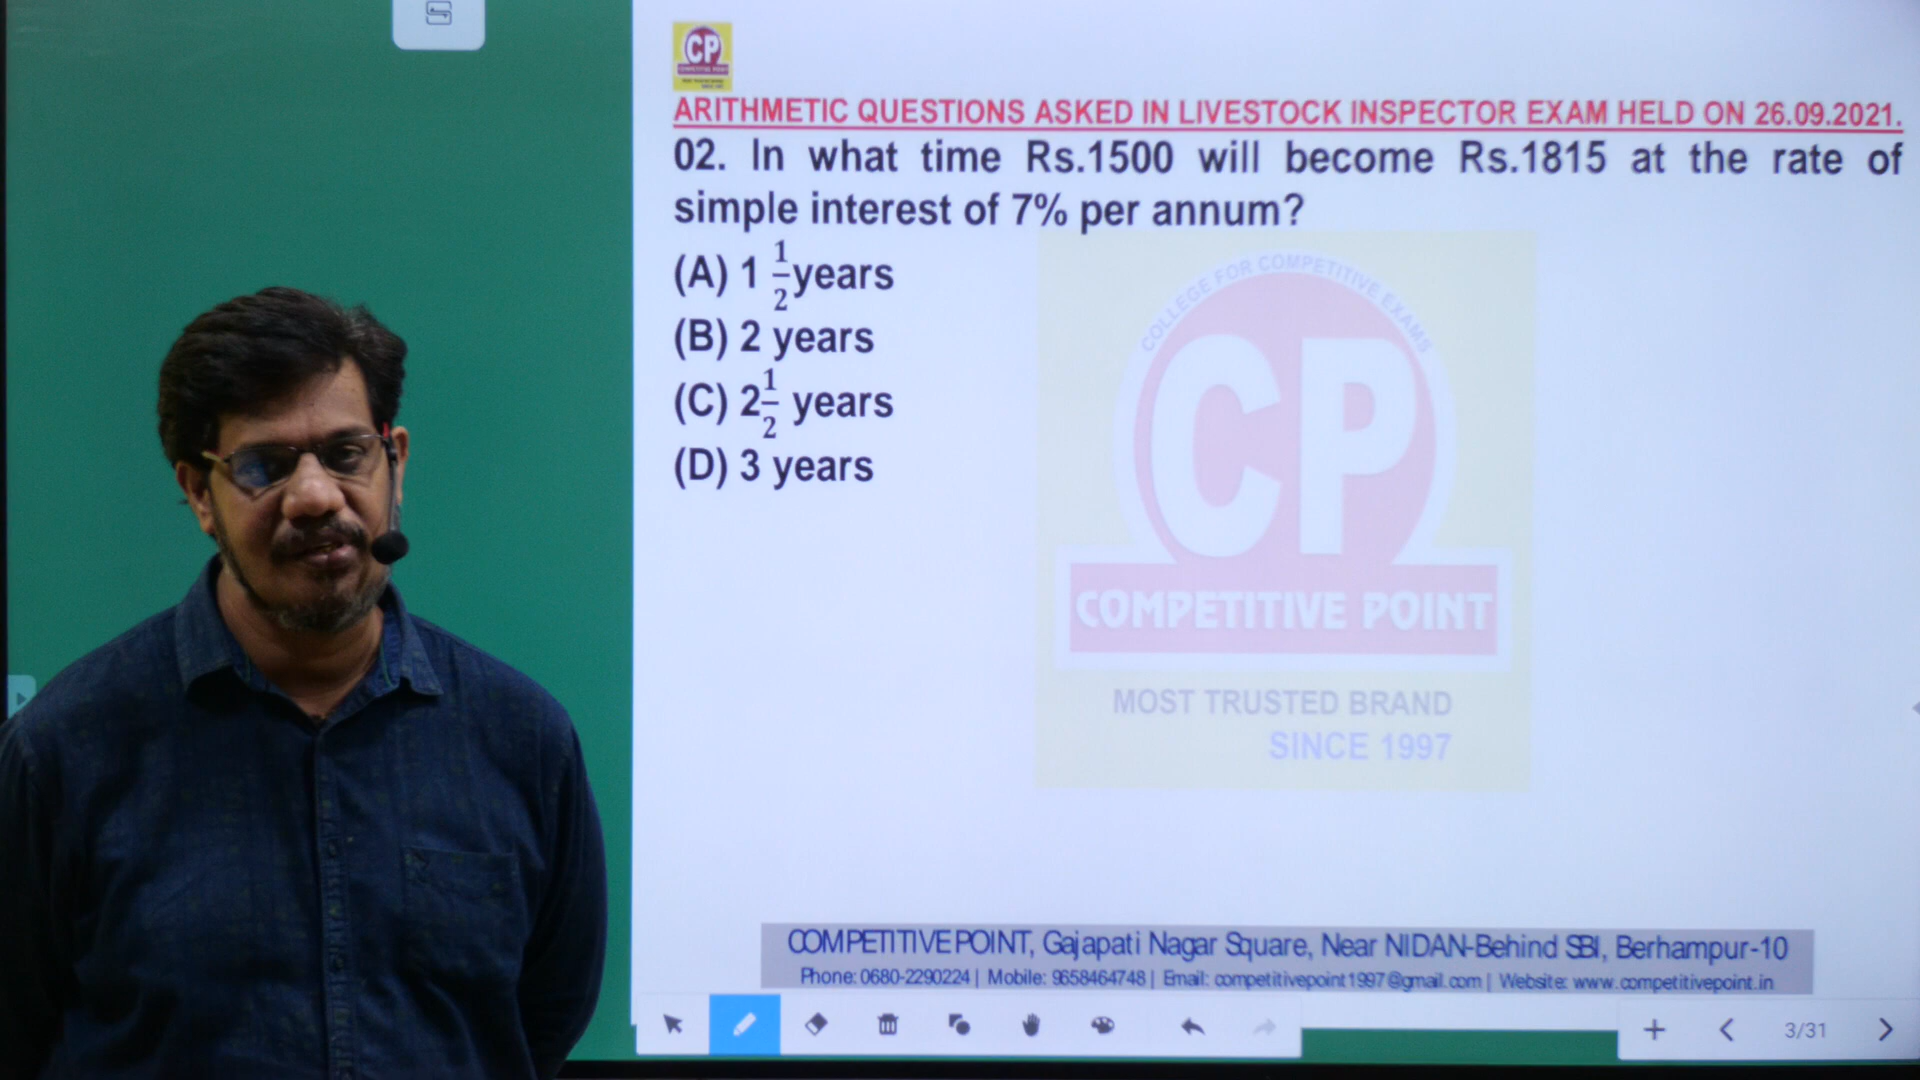 CP
COMPETITIVE POINT
ARITHMETIC QUESTIONS ASKED IN LIVESTOCK INSPECTOR EXAM HELD ON 26.09.2021.
02. In what time Rs.1500 will become Rs.1815 at the rate of
simple interest of 7% per annum?
(A) 1 1/2 years
(B) 2 years
(C) 2 1/2 years
(D) 3 years
COLLEGE FOR COMPETITIVE EXAMS
CP
COMPETITIVE POINT
MOST TRUSTED BRAND
SINCE 1997
COMPETITIVE POINT, Gajapati Nagar Square, Near NIDAN-Behind SBI, Berhampur-10
Phone: 0680-2290224 | Mobile: 9658464748 | Email: competitivepoint1997@gmail.com | Website: www.competitivepoint.in
3/31